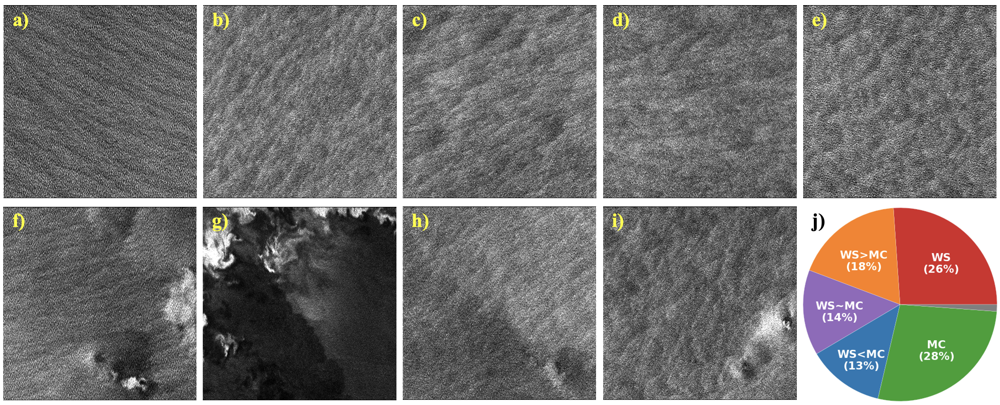 a)
b)
c)
d)
e)
f)
g)
h)
i)
j)
WS>MC
(18%)
WS
(26%)
WS~MC
(14%)
WS<MC
(13%)
MC
(28%)